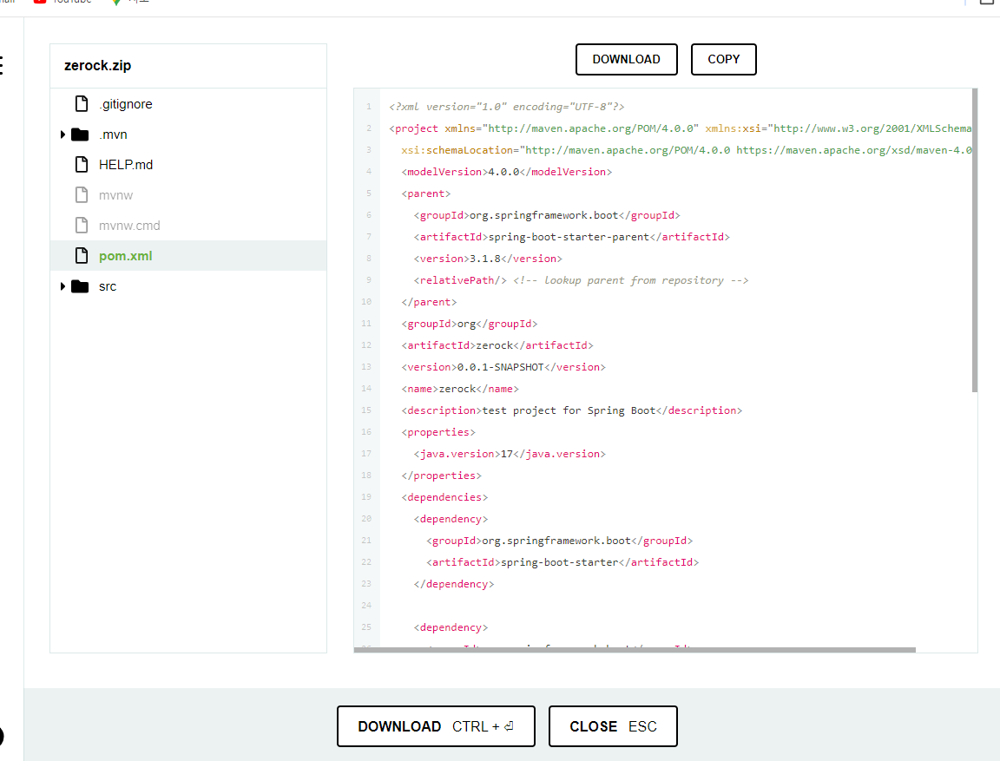 YouTube
zerock.zip
.gitignore
.mvn
HELP.md
mvnw
mvnw.cmd
pom.xml
src
DOWNLOAD
COPY
1 <?xml version="1.0" encoding="UTF-8"?>
2 <project xmlns="http://maven.apache.org/POM/4.0.0" xmlns:xsi="http://www.w3.org/2001/XMLSchema
3 xsi:schemaLocation="http://maven.apache.org/POM/4.0.0 https://maven.apache.org/xsd/maven-4.0
4 <modelVersion>4.0.0</modelVersion>
5 <parent>
6 <groupId>org.springframework.boot</groupId>
7 <artifactId>spring-boot-starter-parent</artifactId>
8 <version>3.1.8</version>
9 <relativePath/> <!-- lookup parent from repository -->
10 </parent>
11 <groupId>org</groupId>
12 <artifactId>zerock</artifactId>
13 <version>0.0.1-SNAPSHOT</version>
14 <name>zerock</name>
15 <description>test project for Spring Boot</description>
16 <properties>
17 <java.version>17</java.version>
18 </properties>
19 <dependencies>
20 <dependency>
21 <groupId>org.springframework.boot</groupId>
22 <artifactId>spring-boot-starter</artifactId>
23 </dependency>
24
25 <dependency>
DOWNLOAD CTRL + ⏎
CLOSE ESC